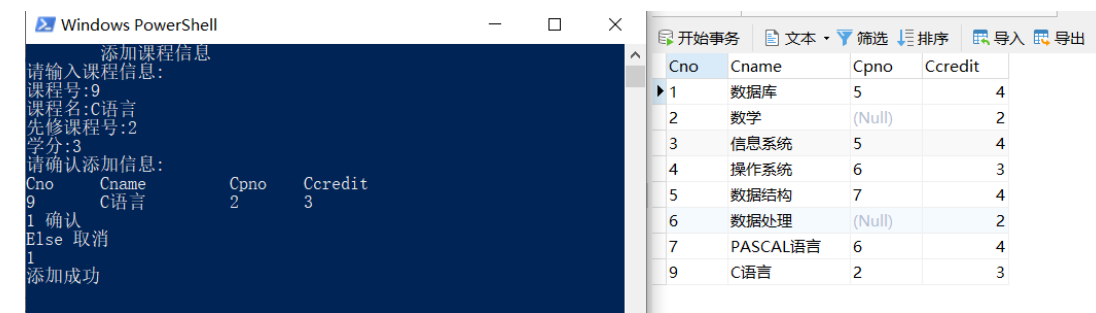 Windows PowerShell
添加课程信息
请输入课程信息:
课程号:9
课程名:C语言
先修课程号:2
学分:3
请确认添加信息:
Cno Cname Cpno Ccredit
9 C语言 2 3
1 确认
Else 取消
1
添加成功
开始事务 文本 筛选 排序 导入 导出
Cno Cname Cpno Ccredit
1 数据库 5 4
2 数学 (Null) 2
3 信息系统 5 4
4 操作系统 6 3
5 数据结构 7 4
6 数据处理 (Null) 2
7 PASCAL语言 6 4
9 C语言 2 3